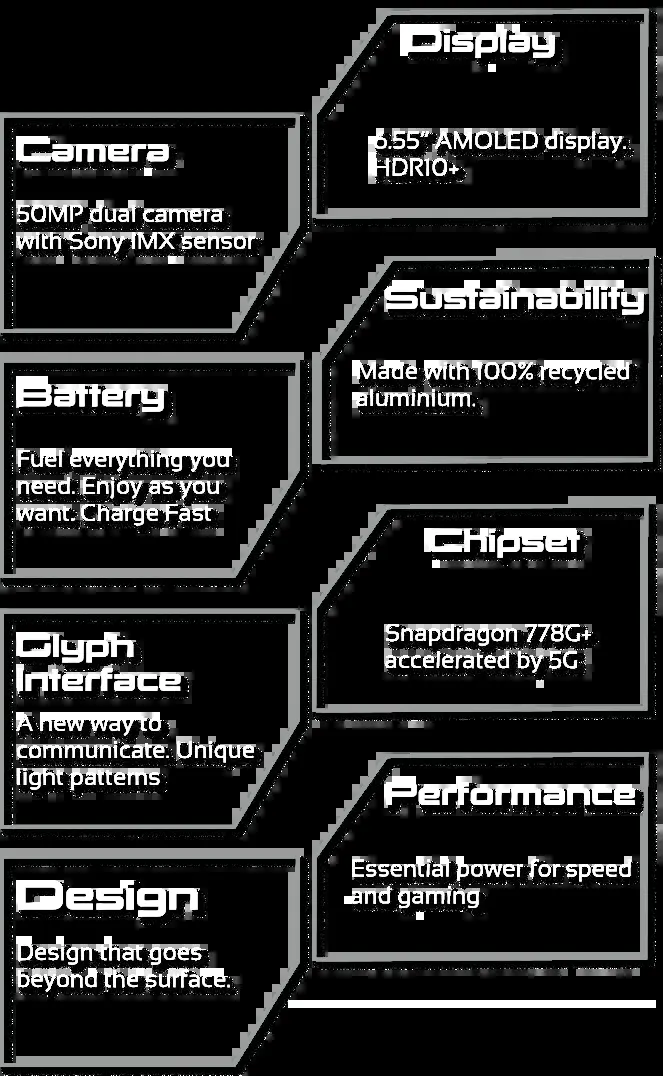 Display
6.55" AMOLED display.
HDR10+
Camera
50MP dual camera
with Sony IMX sensor
Sustainability
Made with 100% recycled
aluminium.
Battery
Fuel everything you
need. Enjoy as you
want. Charge Fast
Chipset
Snapdragon 778G+
accelerated by 5G
Glyph
Interface
A new way to
communicate. Unique
light patterns
Performance
Essential power for speed
and gaming
Design
Design that goes
beyond the surface.